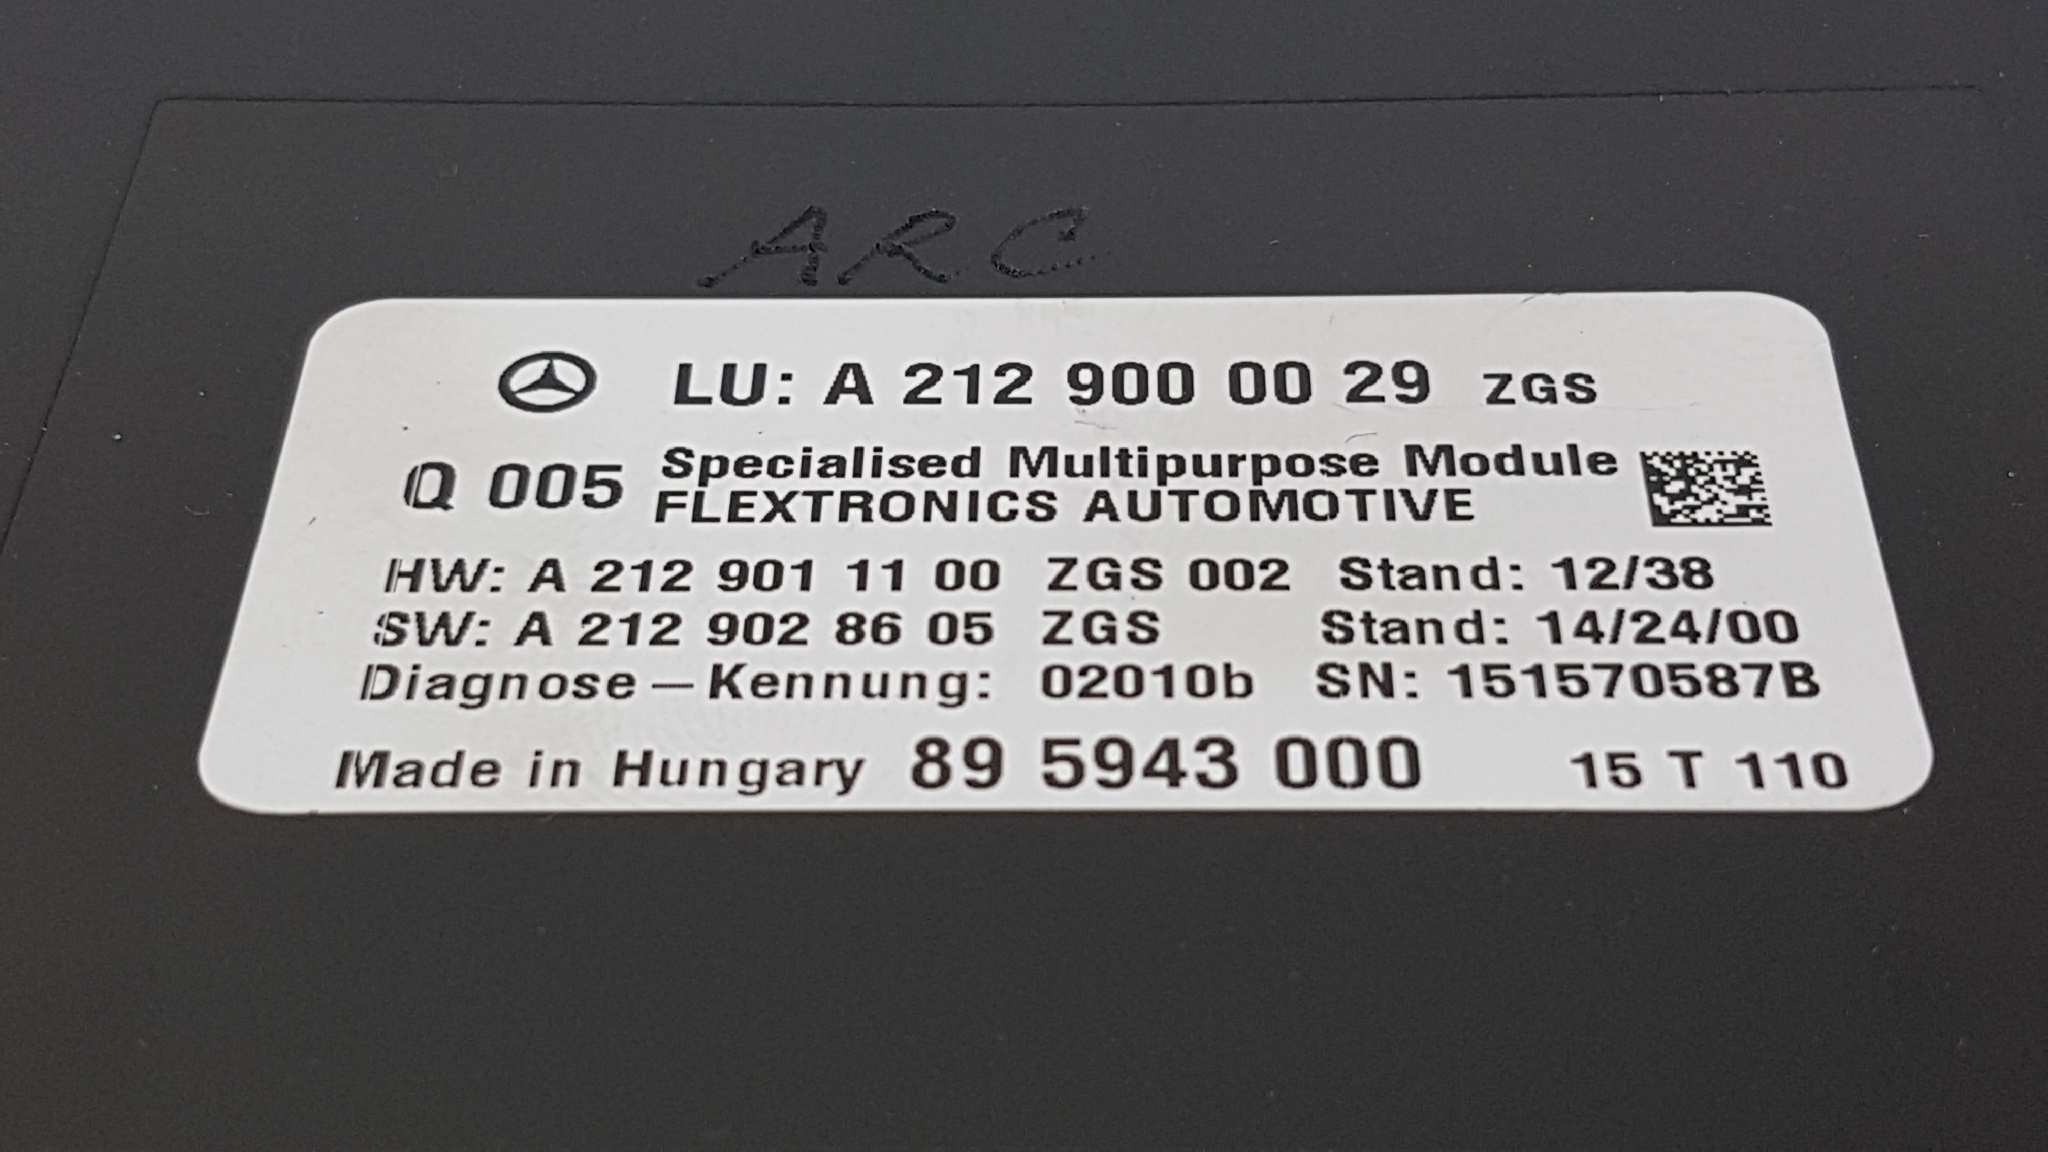 ARC
LU: A 212 900 00 29 ZGS
Q 005 Specialised Multipurpose Module
FLEXTRONICS AUTOMOTIVE
HW: A 212 901 11 00 ZGS 002 Stand: 12/38
SW: A 212 902 86 05 ZGS Stand: 14/24/00
Diagnose-Kennung: 02010b SN: 151570587B
Made in Hungary 89 5943 000 15 T 110